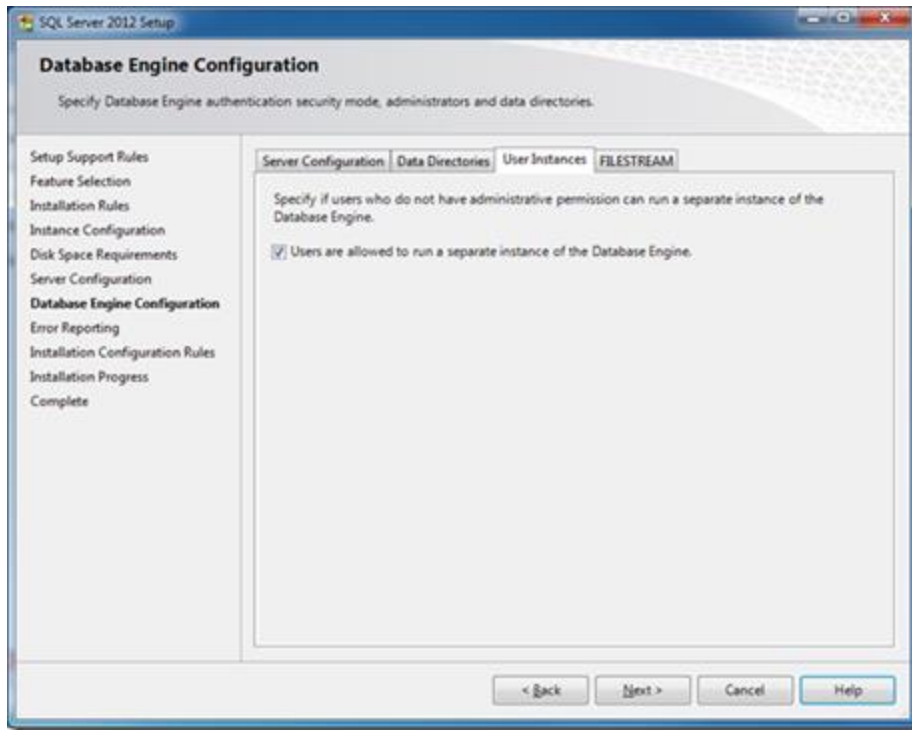 SQL Server 2012 Setup
Database Engine Configuration
Specify Database Engine authentication security mode, administrators and data directories.
Setup Support Rules
Feature Selection
Installation Rules
Instance Configuration
Disk Space Requirements
Server Configuration
Database Engine Configuration
Error Reporting
Installation Configuration Rules
Installation Progress
Complete
Server Configuration Data Directories User Instances FILESTREAM
Specify if users who do not have administrative permission can run a separate instance of the
Database Engine.
Users are allowed to run a separate instance of the Database Engine.
< Back Next > Cancel Help